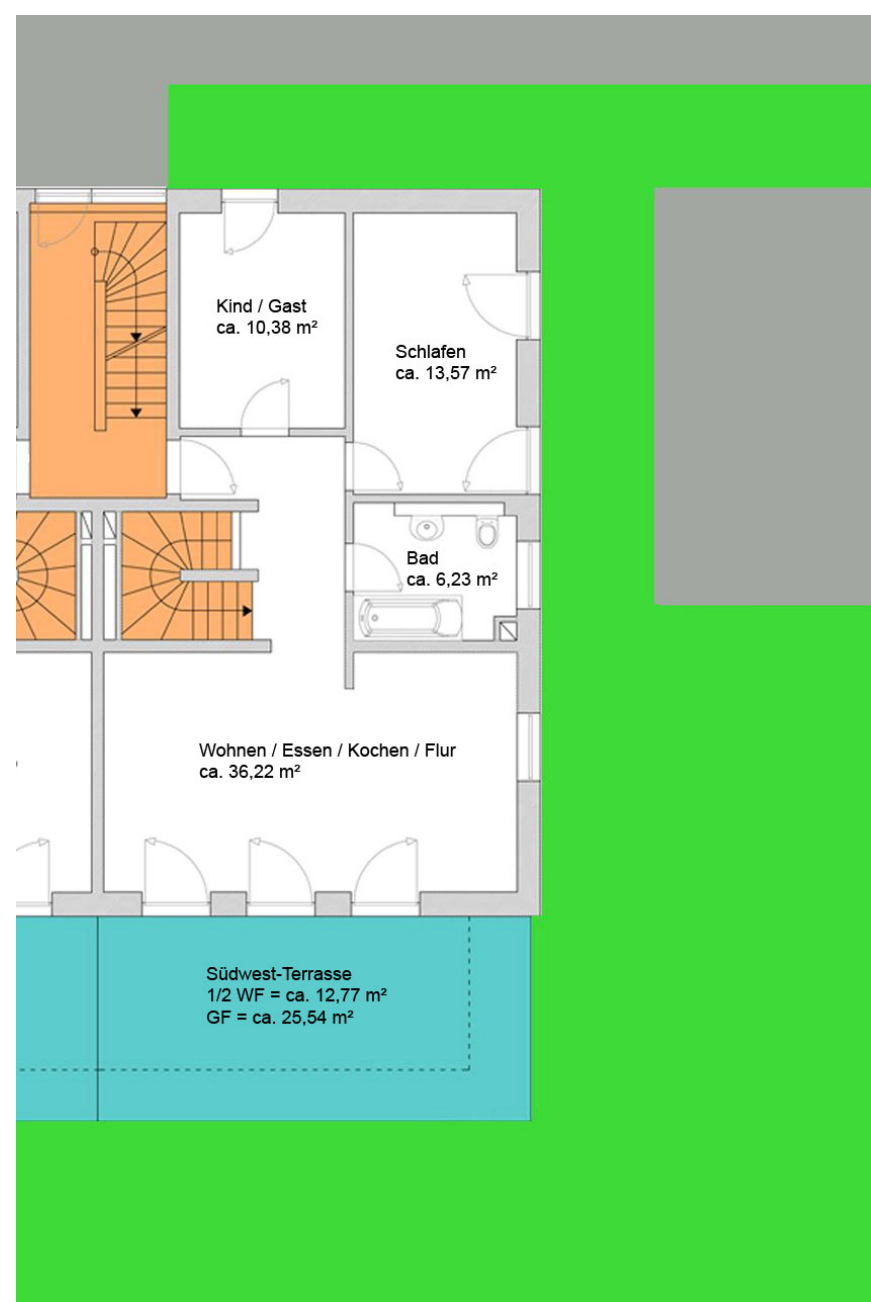 Kind / Gast
ca. 10,38 m²
Schlafen
ca. 13,57 m²
Bad
ca. 6,23 m²
Wohnen / Essen / Kochen / Flur
ca. 36,22 m²
Südwest-Terrasse
1/2 WF = ca. 12,77 m²
GF = ca. 25,54 m²